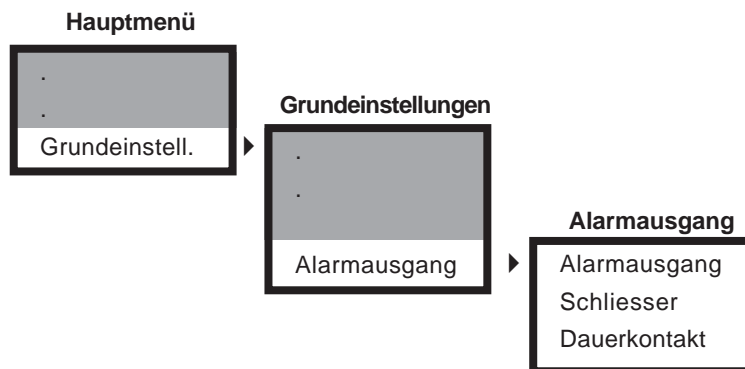 Hauptmenü
.
.
Grundeinstell.
Grundeinstellungen
.
.
Alarmausgang
Alarmausgang
Alarmausgang
Schliesser
Dauerkontakt